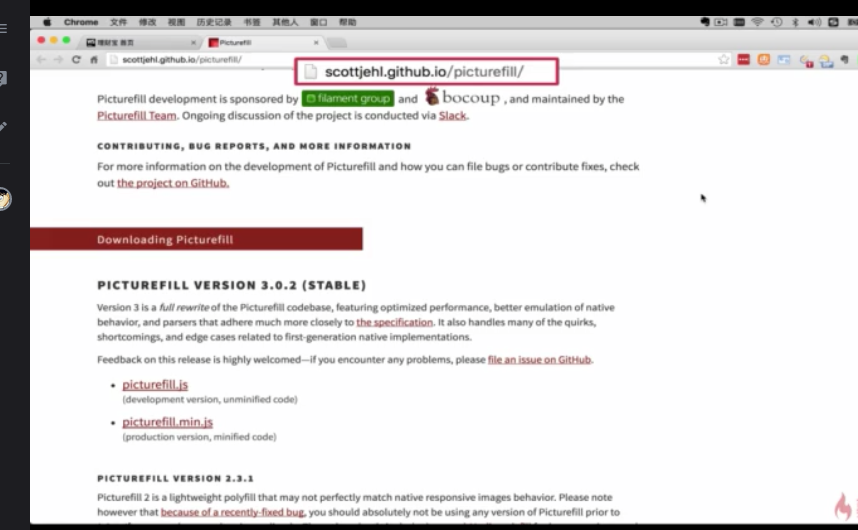 Chrome 文件 修改 视图 历史记录 书签 其他人 窗口 帮助
理财宝 首页
Picturefill
scottjehl.github.io/picturefill/
scottjehl.github.io/picturefill/
Picturefill development is sponsored by filament group and bocoup , and maintained by the
Picturefill Team. Ongoing discussion of the project is conducted via Slack.
CONTRIBUTING, BUG REPORTS, AND MORE INFORMATION
For more information on the development of Picturefill and how you can file bugs or contribute fixes, check
out the project on GitHub.
Downloading Picturefill
PICTUREFILL VERSION 3.0.2 (STABLE)
Version 3 is a full rewrite of the Picturefill codebase, featuring optimized performance, better emulation of native
behavior, and parsers that adhere much more closely to the specification. It also handles many of the quirks,
shortcomings, and edge cases related to first-generation native implementations.
Feedback on this release is highly welcomed—if you encounter any problems, please file an issue on GitHub.
• picturefill.js
(development version, unminified code)
• picturefill.min.js
(production version, minified code)
PICTUREFILL VERSION 2.3.1
Picturefill 2 is a lightweight polyfill that may not perfectly match native responsive images behavior. Please note
however that because of a recently-fixed bug, you should absolutely not be using any version of Picturefill prior to